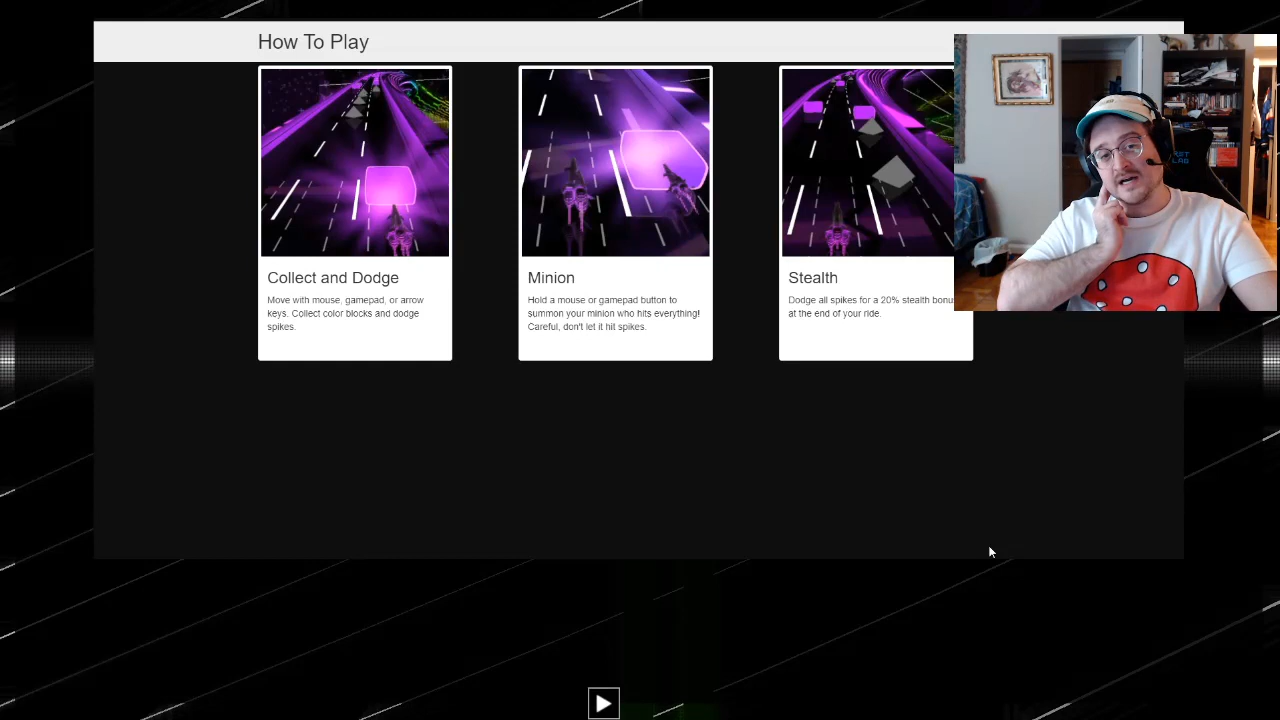 How To Play
Collect and Dodge
Move with mouse, gamepad, or arrow
keys. Collect color blocks and dodge
spikes.
Minion
Hold a mouse or gamepad button to
summon your minion who hits everything!
Careful, don't let it hit spikes.
Stealth
Dodge all spikes for a 20% stealth
at the end of your ride.